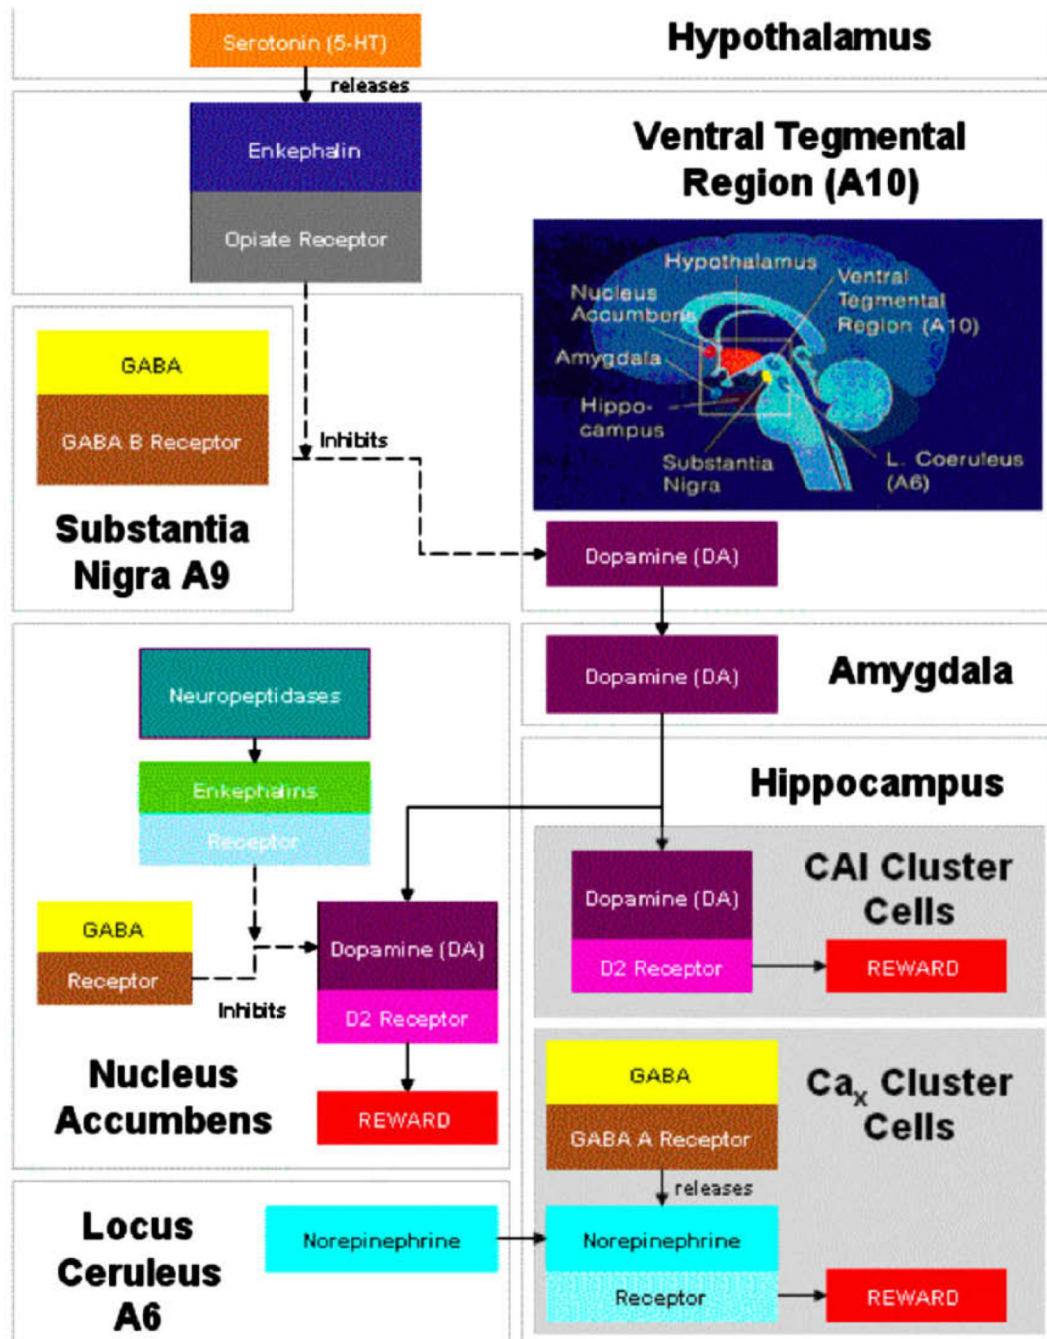 Hypothalamus
Serotonin (5-HT)
releases
Ventral Tegmental
Region (A10)
Enkephalin
Opiate Receptor
Hypothalamus
Nucleus
Accumbens
Ventral
Tegmental
Region (A10)
Amygdala
Hippo-
campus
Substantia
Nigra
L. Coeruleus
(A6)
GABA
GABA B Receptor
Inhibits
Substantia
Nigra A9
Dopamine (DA)
Dopamine (DA)
Amygdala
Neuropeptidases
Enkephalins
Receptor
GABA
Receptor
Inhibits
Dopamine (DA)
D2 Receptor
REWARD
Nucleus
Accumbens
Hippocampus
CAI Cluster
Cells
Dopamine (DA)
D2 Receptor
REWARD
Cax Cluster
Cells
GABA
GABA A Receptor
releases
Norepinephrine
Receptor
REWARD
Locus
Ceruleus
A6
Norepinephrine